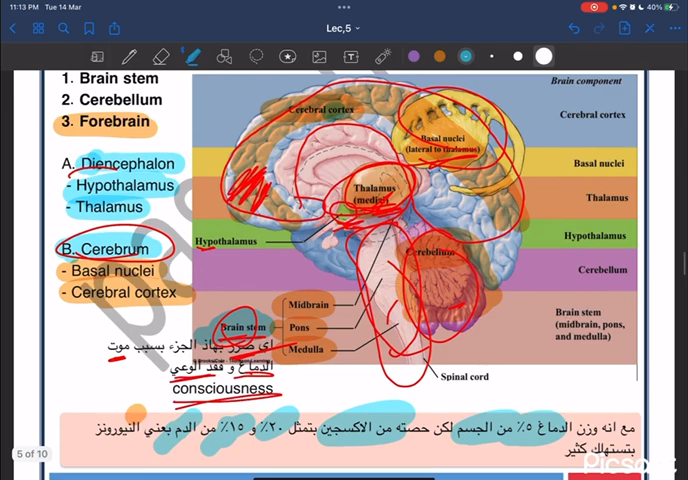 11:13 PM Tue 14 Mar
40%
Lec,5
1. Brain stem
2. Cerebellum
3. Forebrain
A. Diencephalon
- Hypothalamus
- Thalamus
B. Cerebrum
- Basal nuclei
- Cerebral cortex
Brain component
Cerebral cortex
Cerebral cortex
Basal nuclei
(lateral to thalamus)
Basal nuclei
Thalamus
Thalamus
Hypothalamus
Hypothalamus
Cerebellum
Cerebellum
Midbrain
Brain stem
Pons
Medulla
Brain stem
(midbrain, pons,
and medulla)
Spinal cord
اي ضرر بهاذ الجزء بسبب موت
الدماغ و فقد الوعي
consciousness
مع انه وزن الدماغ ٥٪ من الجسم لكن حصته من الاكسجين بتمثل ٢٠٪ و ١٥٪ من الدم يعني النيورونز
بتستهلك كثير
5 of 10
Picsart